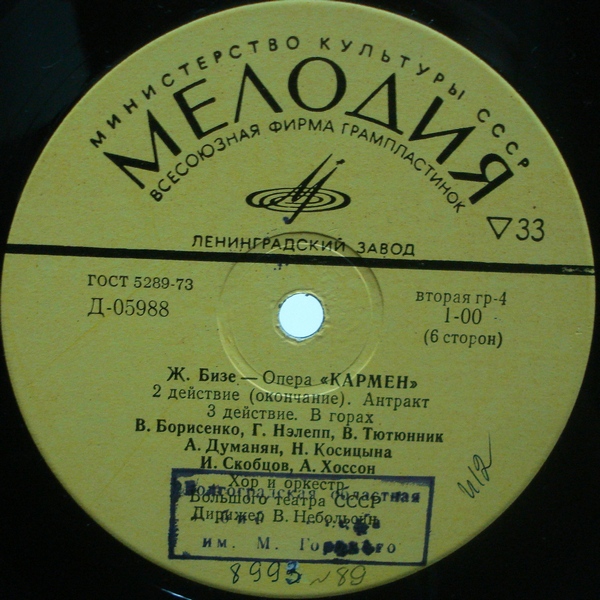 МИНИСТЕРСТВО КУЛЬТУРЫ СССР
МЕЛОДИЯ
ВСЕСОЮЗНАЯ ФИРМА ГРАМПЛАСТИНОК
▽33
ЛЕНИНГРАДСКИЙ ЗАВОД
ГОСТ 5289-73
Д-05988
вторая гр-4
1-00
(6 сторон)
Ж. Бизе — Опера «КАРМЕН»
2 действие (окончание). Антракт
3 действие. В горах
В. Борисенко, Г. Нэлепп, В. Тютюнник
А. Думанян, Н. Косицына
И. Скобцов, А. Хоссон
Хор и оркестр
Большого театра СССР
Дирижер В. Небольсин
Волгоградская областная
им. М. Горького
8993 ~ 89